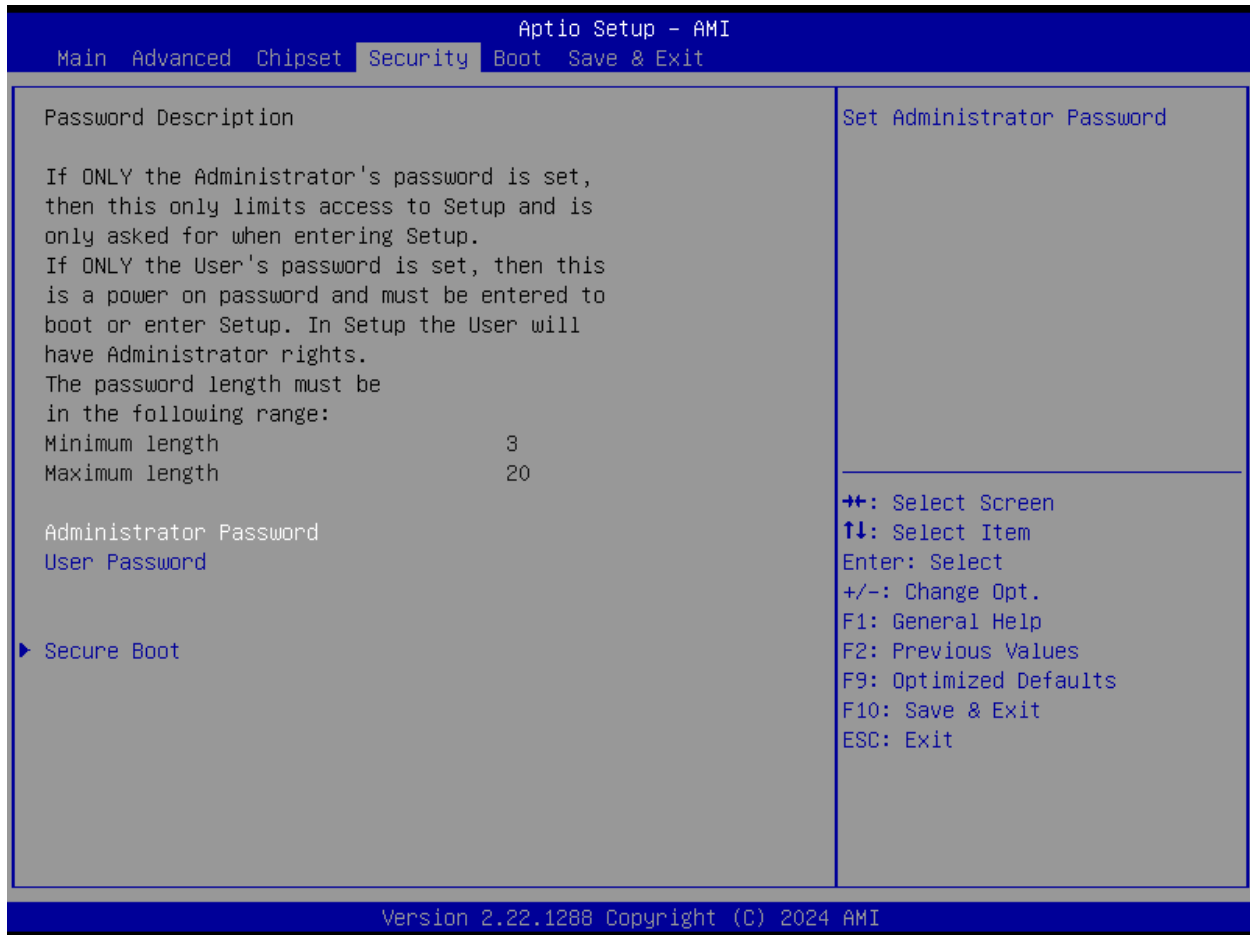 Aptio Setup – AMI
Main Advanced Chipset Security Boot Save & Exit
Password Description
If ONLY the Administrator's password is set,
then this only limits access to Setup and is
only asked for when entering Setup.
If ONLY the User's password is set, then this
is a power on password and must be entered to
boot or enter Setup. In Setup the User will
have Administrator rights.
The password length must be
in the following range:
Minimum length 3
Maximum length 20
Administrator Password
User Password
Secure Boot
Set Administrator Password
→←: Select Screen
↑↓: Select Item
Enter: Select
+/-: Change Opt.
F1: General Help
F2: Previous Values
F9: Optimized Defaults
F10: Save & Exit
ESC: Exit
Version 2.22.1288 Copyright (C) 2024 AMI